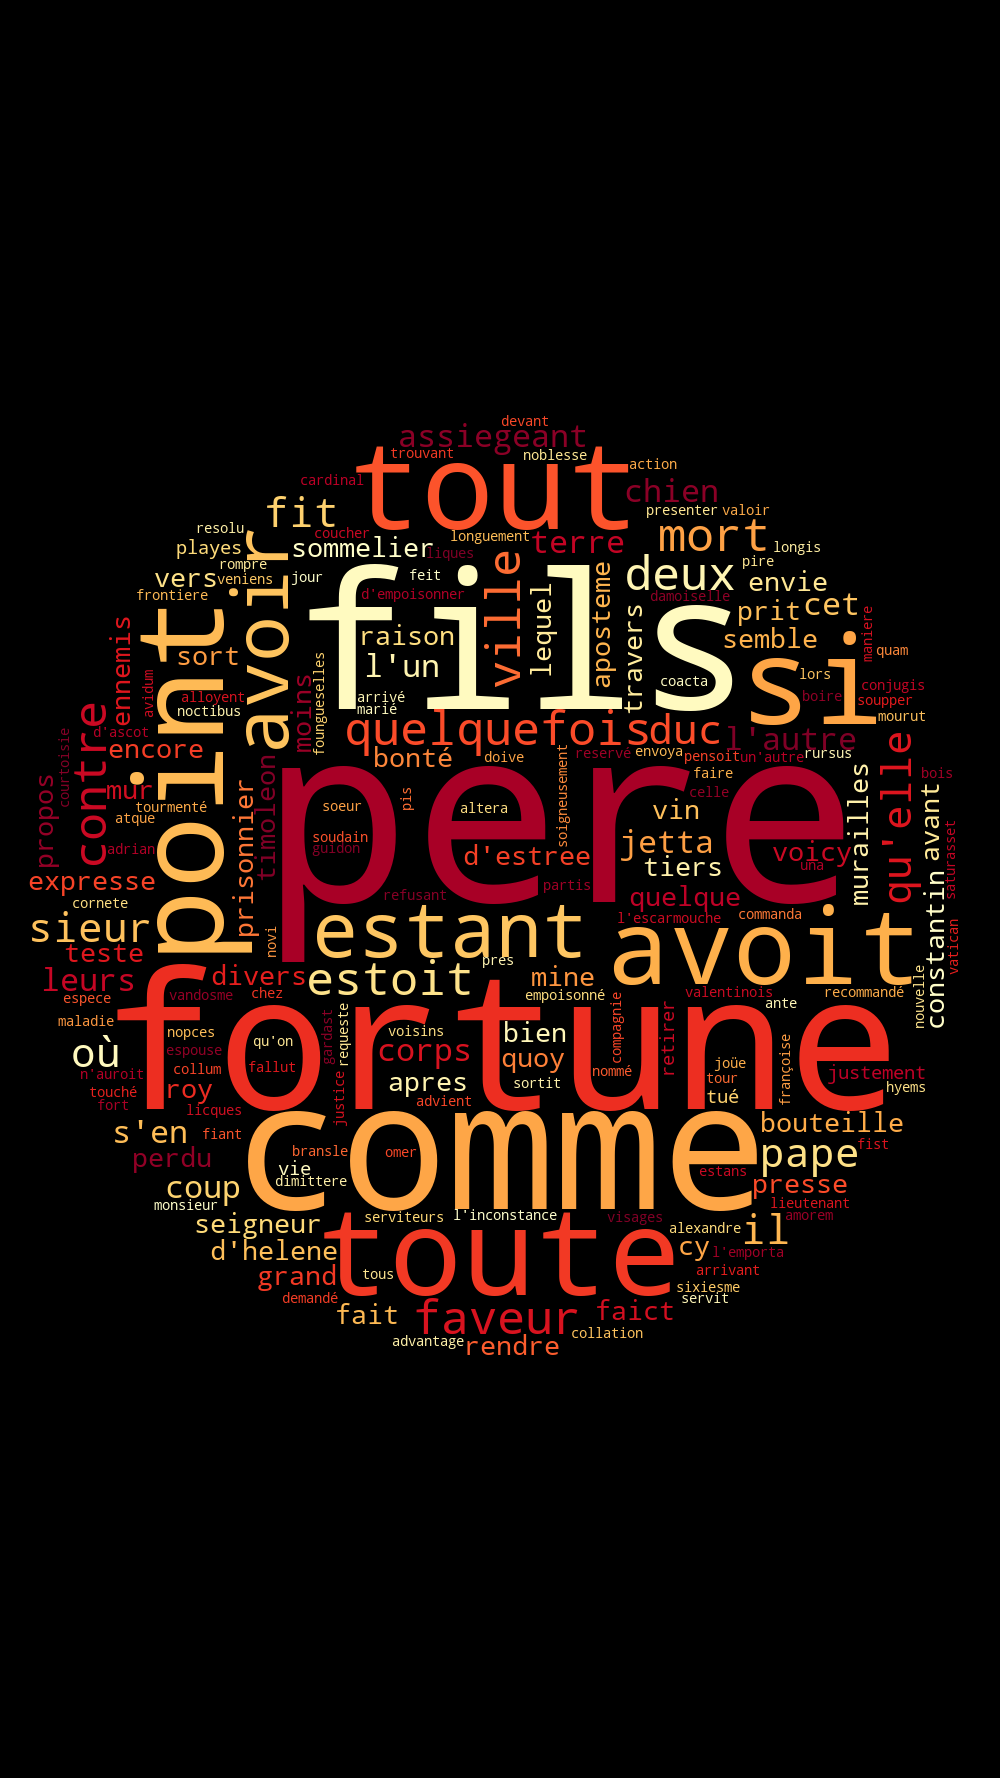 devant
assiegeant
trouvant
noblesse
tout
action
cardinal
chien
fit
presenter
valoir
resolu
coucher
longuement
mort
playes
sommelier
liques
terre
longis
rompre
vers
veniens
jour
feit
ville
deux
pire
envie
frontiere
avoir
fils
d'empoisonner
lequel
aposteme
damoiselle
prit
cet
point
raison
travers
semble
si
maniere
ennemis
sort
l'un
quam
lors
avidum
alloyent
noctibus
moins
foungueselles
arrivé
marie
coacta
boire
conjugis
soupper
mourut
contre
d'ascot
courtoisie
encore
quelquefois
duc
l'autre
qu'elle
bonté
doive
soigneusement
reservé
envoya
pensoit
un'autre
rursus
propos
mur
timoleon
pere
faire
murailles
bois
tourmenté
prisonnier
soeur
pis
altera
celle
vin
avant
atque
soudain
jetta
saturasset
adrian
guidon
d'estree
tiers
voicy
una
expresse
refusant
partis
quelque
constantin
cornete
sieur
novi
estant
l'escarmouche
commanda
avoit
vatican
teste
leurs
divers
estoit
pres
mine
nouvelle
espece
vandosme
chez
empoisonné
valentinois
ante
recommandé
maladie
fortune
où
nopces
qu'on
requeste
gardast
voisins
bien
compagnie
retirer
françoise
espouse
corps
quoy
n'auroit
collum
fallut
nommé
joüe
justement
touché
roy
apres
sortit
tour
hyems
fort
licques
justice
advient
tué
s'en
fiant
comme
bouteille
perdu
bransle
omer
pape
fist
coup
vie
estans
presse
monsieur
dimittere
lieutenant
seigneur
serviteurs
l'inconstance
visages
alexandre
il
amorem
d'helene
toute
cy
l'emporta
grand
tous
arrivant
sixiesme
demandé
servit
fait
faveur
faict
advantage
rendre
collation